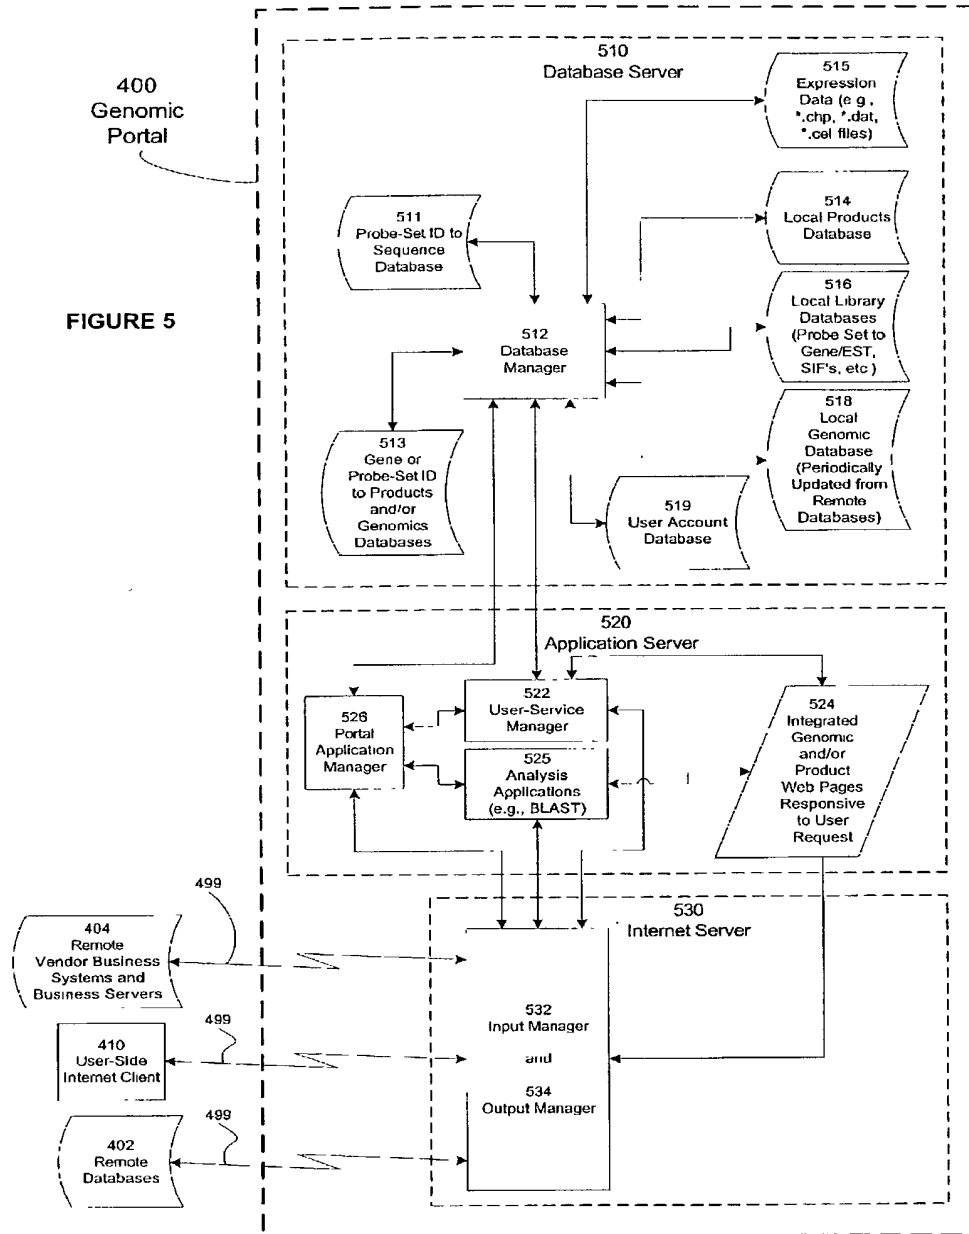 510
Database Server
400
Genomic
Portal
515
Expression
Data (e g ,
*.chp, *.dat,
*.cel files)
511
Probe-Set ID to
Sequence
Database
514
Local Products
Database
FIGURE 5
512
Database
Manager
516
Local Library
Databases
(Probe Set to
Gene/EST,
SIF's, etc )
513
Gene or
Probe-Set ID
to Products
and/or
Genomics
Databases
518
Local
Genomic
Database
(Periodically
Updated from
Remote
Databases)
519
User Account
Database
520
Application Server
526
Portal
Application
Manager
522
User-Service
Manager
525
Analysis
Applications
(e.g., BLAST)
524
Integrated
Genomic
and/or
Product
Web Pages
Responsive
to User
Request
530
Internet Server
499
404
Remote
Vendor Business
Systems and
Business Servers
499
410
User-Side
Internet Client
499
402
Remote
Databases
532
Input Manager
and
534
Output Manager